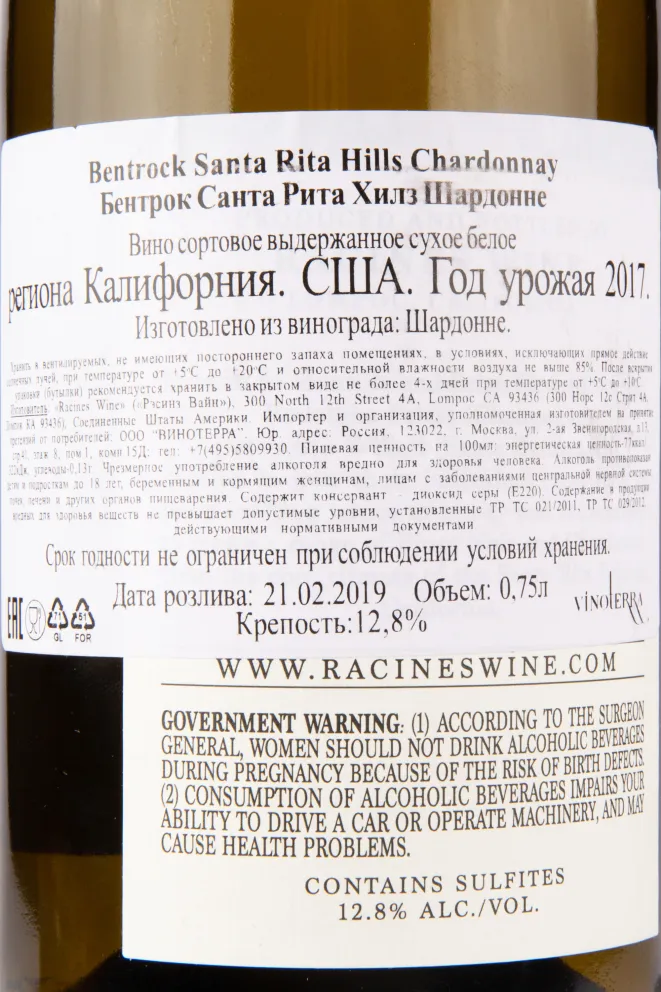 Bentrock Santa Rita Hills Chardonnay
Бентрок Санта Рита Хилз Шардонне
Вино сортовое выдержанное сухое белое
региона Калифорния. США. Год урожая 2017.
Изготовлено из винограда: Шардонне.
Хранить в вентилируемых, не имеющих постороннего запаха помещениях, в условиях, исключающих прямое действие
солнечных лучей, при температуре от +5°С до +20°С и относительной влажности воздуха не выше 85%. После вскрытия
упаковки (бутылки) рекомендуется хранить в закрытом виде не более 4-х дней при температуре от +5°С до +10°С.
Изготовитель: «Racines Wine» («Рэсинз Вайн»), 300 North 12th Street 4A, Lompoc CA 93436 (300 Норс 12с Стрит 4А,
КА 93436), Соединенные Штаты Америки. Импортер и организация, уполномоченная изготовителем на принятие
претензий от потребителей: ООО "ВИНОТЕРРА". Юр. адрес: Россия, 123022, г. Москва, ул. 2-ая Звенигородская, д.13,
стр.41, этаж 8, пом.1, комн 15Д; тел: +7(495)5809930. Пищевая ценность на 100мл: энергетическая ценность-77ккал/
углеводы-0,13г. Чрезмерное употребление алкоголя вредно для здоровья человека. Алкоголь противопоказан
детям и подросткам до 18 лет, беременным и кормящим женщинам, лицам с заболеваниями центральной нервной системы,
почек, печени и других органов пищеварения. Содержит консервант - диоксид серы (Е220). Содержание в продукции
вредных для здоровья веществ не превышает допустимые уровни, установленные ТР ТС 021/2011, ТР ТС 029/2012,
действующими нормативными документами.
Срок годности не ограничен при соблюдении условий хранения.
Дата розлива: 21.02.2019 Объем: 0,75л
VINOTERRA
EAC
71
GL
51
FOR
Крепость:12,8%
WWW.RACINESWINE.COM
GOVERNMENT WARNING: (1) ACCORDING TO THE SURGEON
GENERAL, WOMEN SHOULD NOT DRINK ALCOHOLIC BEVERAGES
DURING PREGNANCY BECAUSE OF THE RISK OF BIRTH DEFECTS.
(2) CONSUMPTION OF ALCOHOLIC BEVERAGES IMPAIRS YOUR
ABILITY TO DRIVE A CAR OR OPERATE MACHINERY, AND MAY
CAUSE HEALTH PROBLEMS.
CONTAINS SULFITES
12.8% ALC./VOL.